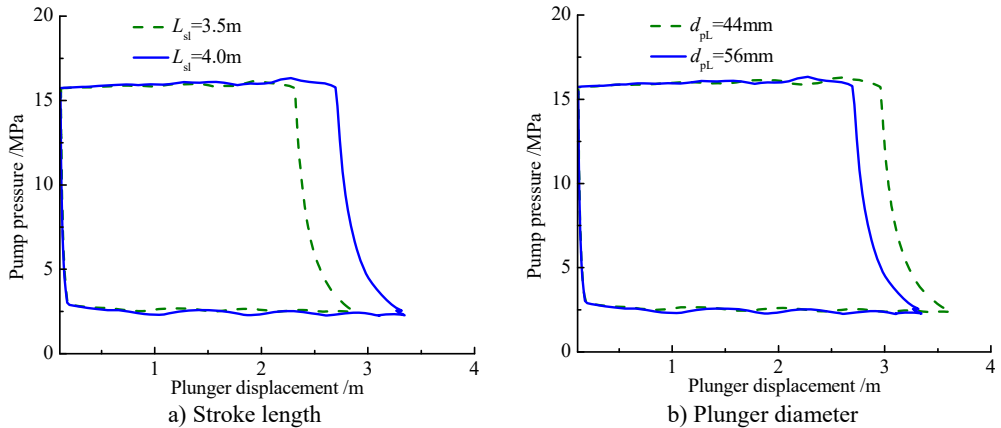 20
15
10
5
0
Pump pressure /MPa
L_sl=3.5m
L_sl=4.0m
1
2
3
4
Plunger displacement /m
a) Stroke length
20
15
10
5
0
Pump pressure /MPa
d_pL=44mm
d_pL=56mm
1
2
3
4
Plunger displacement /m
b) Plunger diameter